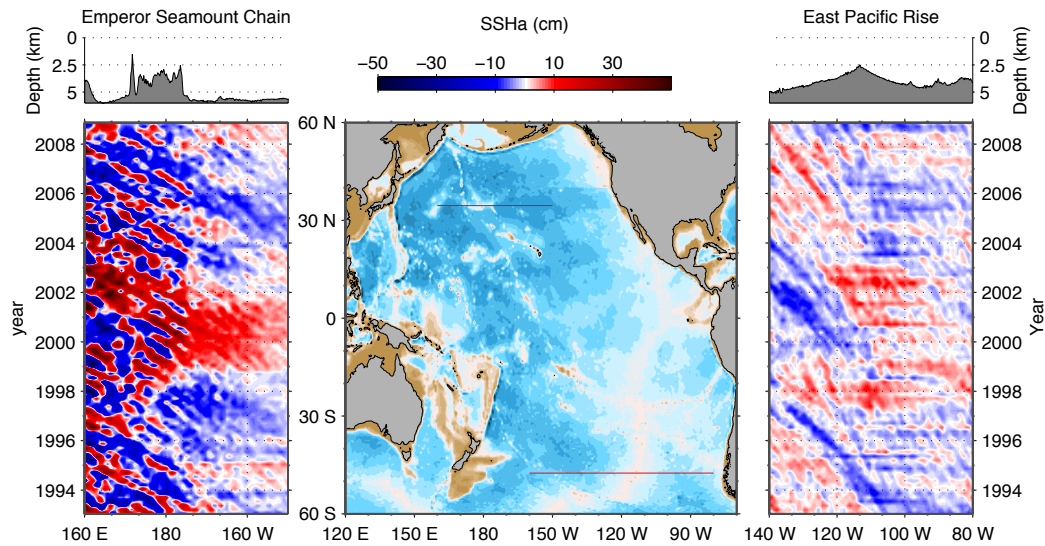 Emperor Seamount Chain
SSHa (cm)
East Pacific Rise
0
2.5
5
Depth (km)
−50 −30 −10 10 30
0
2.5
5
Depth (km)
2008
2006
2004
2002
2000
1998
1996
1994
year
160 E 180 W 160 W
60 N
30 N
0
30 S
60 S
120 E 150 E 180 W 150 W 120 W 90 W
2008
2006
2004
2002
2000
1998
1996
1994
Year
140 W 120 W 100 W 80 W